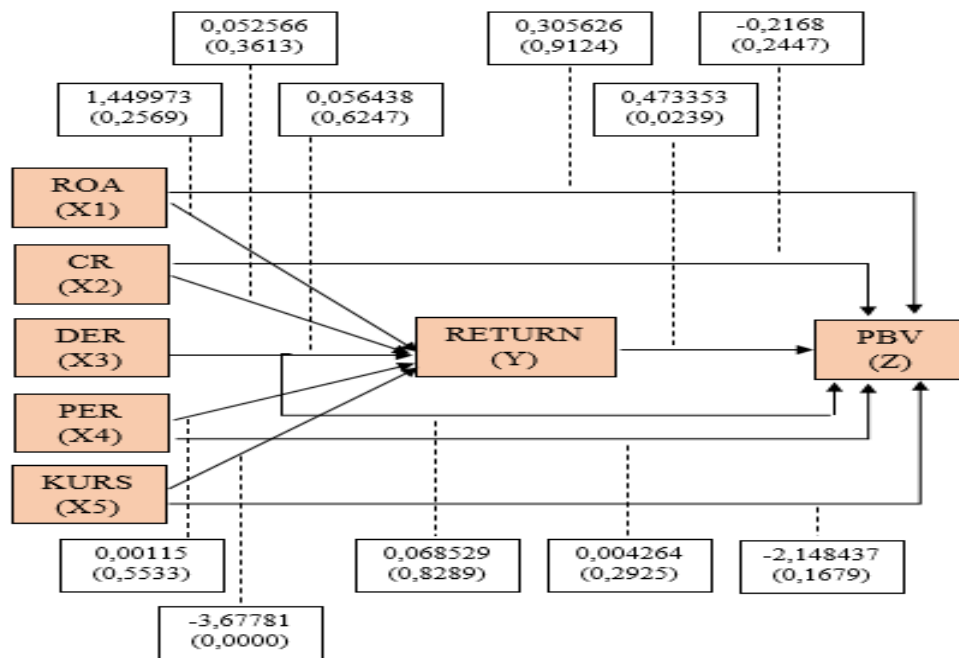 0,052566
(0,3613)
0,305626
(0,9124)
-0,2168
(0,2447)
1,449973
(0,2569)
0,056438
(0,6247)
0,473353
(0,0239)
ROA
(X1)
CR
(X2)
DER
(X3)
PER
(X4)
KURS
(X5)
RETURN
(Y)
PBV
(Z)
0,00115
(0,5533)
0,068529
(0,8289)
0,004264
(0,2925)
-2,148437
(0,1679)
-3,67781
(0,0000)